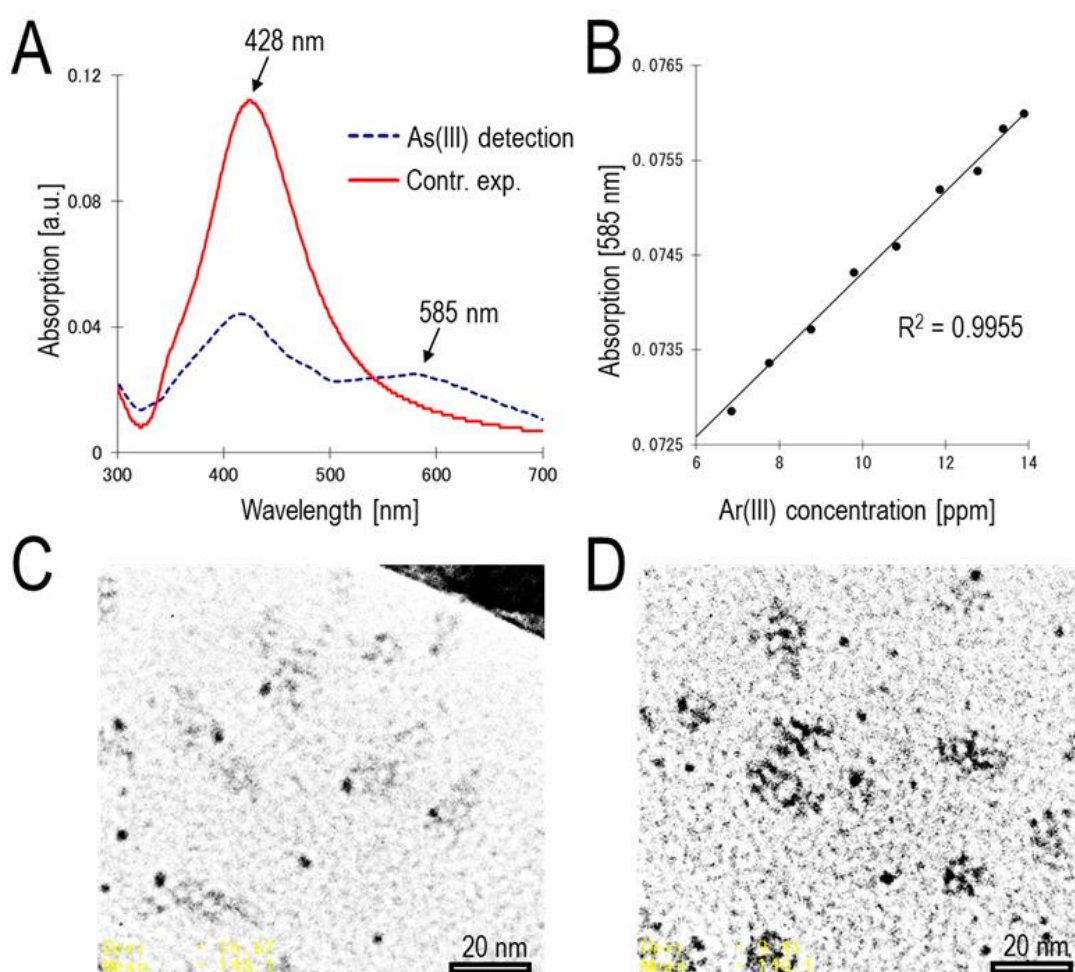 A
428 nm
0.12
0.08
0.04
0
Absorption [a.u.]
As(III) detection
Contr. exp.
585 nm
300
400
500
600
700
Wavelength [nm]
B
0.0765
0.0755
0.0745
0.0735
0.0725
Absorption [585 nm]
R² = 0.9955
6
8
10
12
14
Ar(III) concentration [ppm]
C
20 nm
D
20 nm